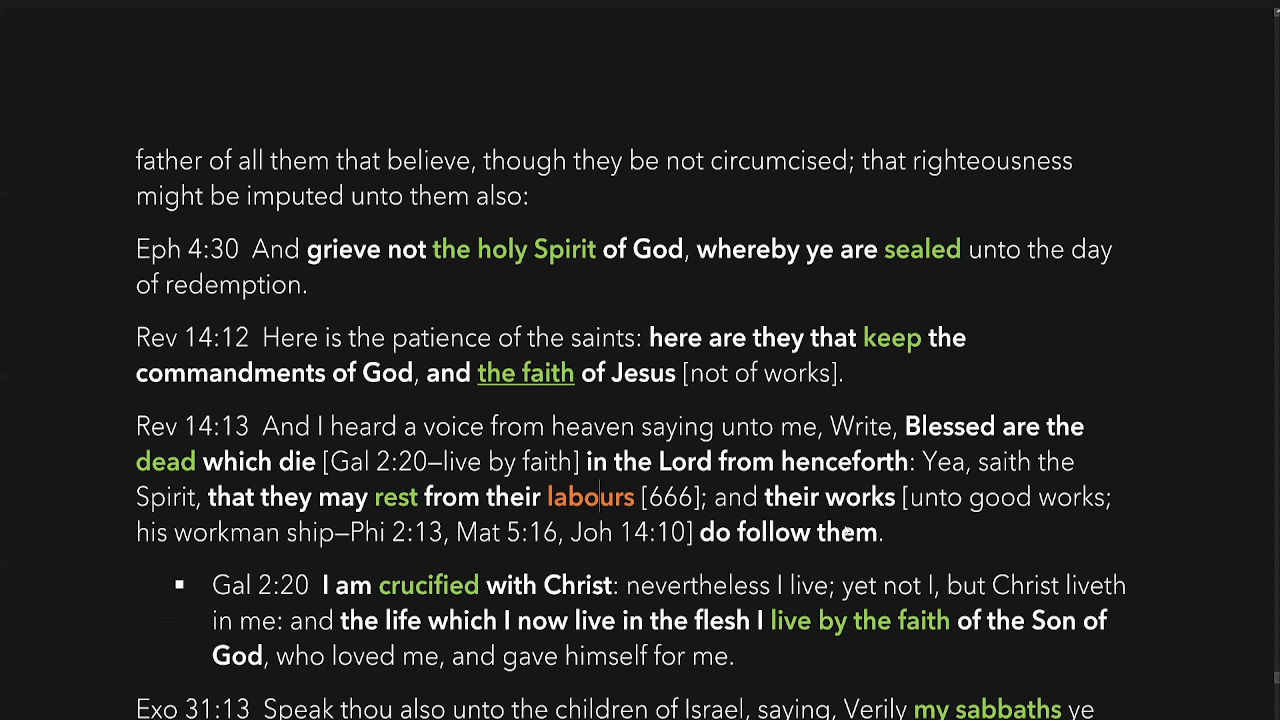 father of all them that believe, though they be not circumcised; that righteousness
might be imputed unto them also:
Eph 4:30  And grieve not the holy Spirit of God, whereby ye are sealed unto the day
of redemption.
Rev 14:12  Here is the patience of the saints: here are they that keep the
commandments of God, and the faith of Jesus [not of works].
Rev 14:13  And I heard a voice from heaven saying unto me, Write, Blessed are the
dead which die [Gal 2:20–live by faith] in the Lord from henceforth: Yea, saith the
Spirit, that they may rest from their labours [666]; and their works [unto good works;
his workman ship–Phi 2:13, Mat 5:16, Joh 14:10] do follow them.
▪ Gal 2:20  I am crucified with Christ: nevertheless I live; yet not I, but Christ liveth
in me: and the life which I now live in the flesh I live by the faith of the Son of
God, who loved me, and gave himself for me.
Exo 31:13  Speak thou also unto the children of Israel, saying, Verily my sabbaths ye